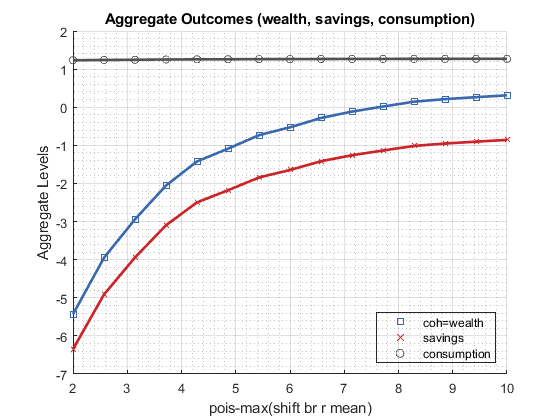 Aggregate Outcomes (wealth, savings, consumption)
2
1
0
-1
-2
-3
-4
-5
-6
-7
Aggregate Levels
2 3 4 5 6 7 8 9 10
pois-max(shift br r mean)
coh=wealth
savings
consumption